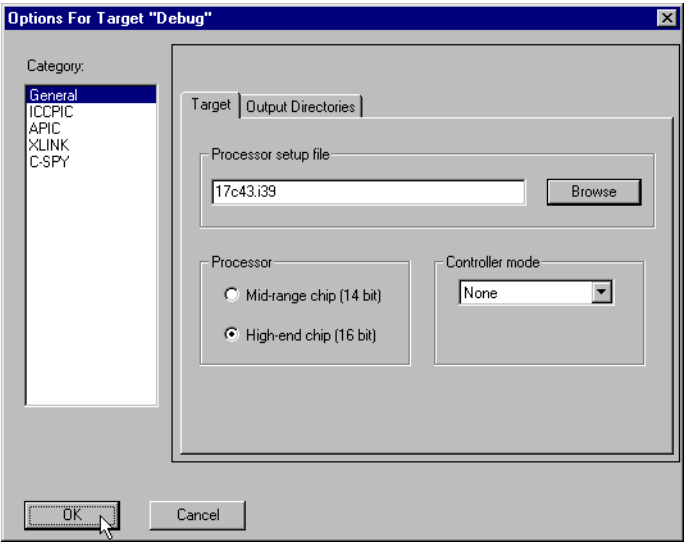 Options For Target "Debug"
Category:
General
ICCPIC
APIC
XLINK
C-SPY
Target
Output Directories
Processor setup file
17c43.i39
Browse
Processor
Controller mode
Mid-range chip (14 bit)
None
High-end chip (16 bit)
OK
Cancel